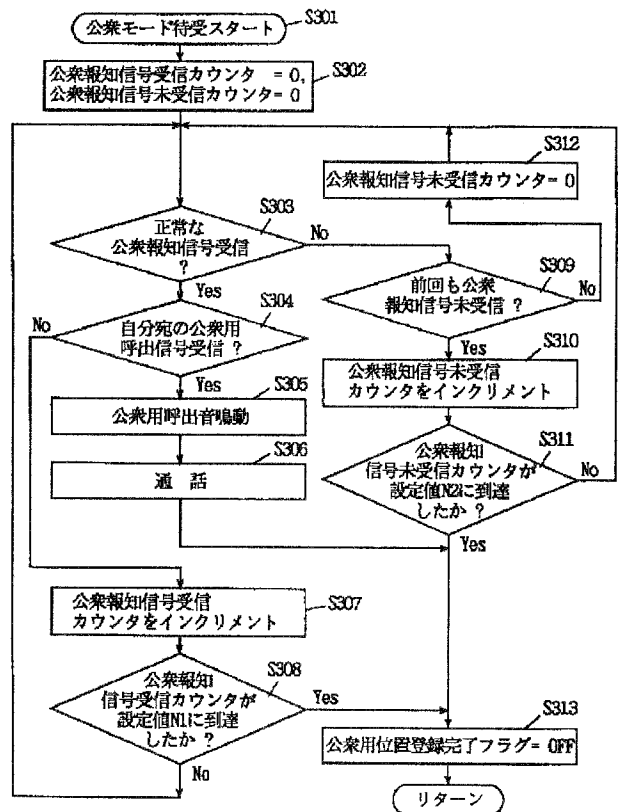 公衆モード待受スタート
S301
公衆報知信号受信カウンタ = 0,
公衆報知信号未受信カウンタ= 0
S302
S312
公衆報知信号未受信カウンタ= 0
正常な
公衆報知信号受信
?
S303
No
Yes
前回も公衆
報知信号未受信 ?
S309
No
Yes
自分宛の公衆用
呼出信号受信 ?
S304
No
Yes
公衆報知信号未受信
カウンタをインクリメント
S310
公衆用呼出音鳴動
S305
通 話
S306
公衆報知
信号未受信カウンタが
設定値N2に到達
したか ?
S311
No
Yes
公衆報知信号受信
カウンタをインクリメント
S307
公衆報知
信号受信カウンタが
設定値N1に到達
したか ?
S308
Yes
No
S313
公衆用位置登録完了フラグ= OFF
リターン